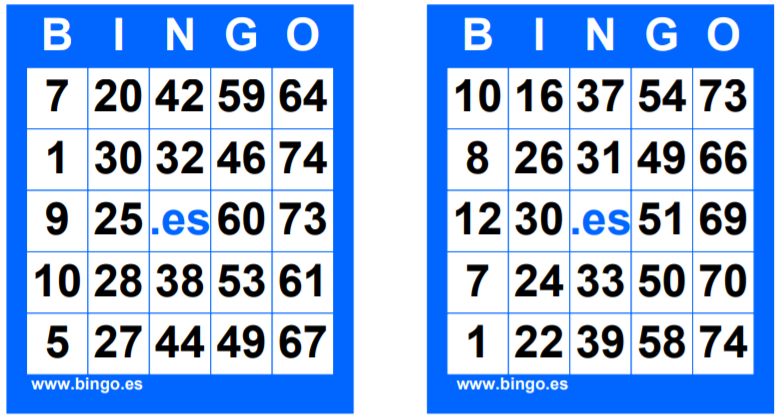 B I N G O
7 20 42 59 64
1 30 32 46 74
9 25 .es 60 73
10 28 38 53 61
5 27 44 49 67
www.bingo.es
B I N G O
10 16 37 54 73
8 26 31 49 66
12 30 .es 51 69
7 24 33 50 70
1 22 39 58 74
www.bingo.es